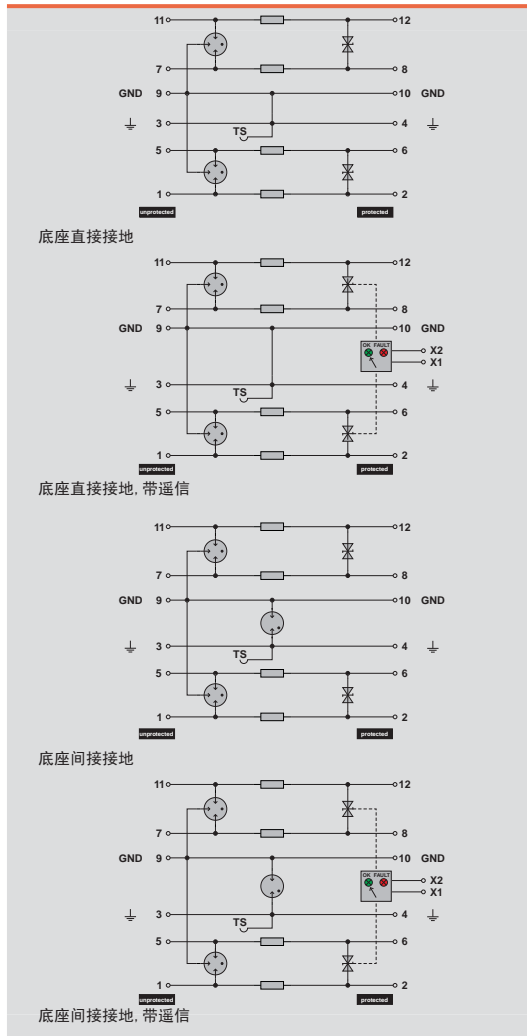 11 12
7 8
GND 9 10 GND
3 4
TS
5 6
1 2
unprotected protected
底座直接接地
11 12
7 8
GND 9 10 GND
OK FAULT
X2
X1
3 4
TS
5 6
1 2
unprotected protected
底座直接接地, 带遥信
11 12
7 8
GND 9 10 GND
3 4
TS
5 6
1 2
unprotected protected
底座间接接地
11 12
7 8
GND 9 10 GND
OK FAULT
X2
X1
3 4
TS
5 6
1 2
unprotected protected
底座间接接地, 带遥信